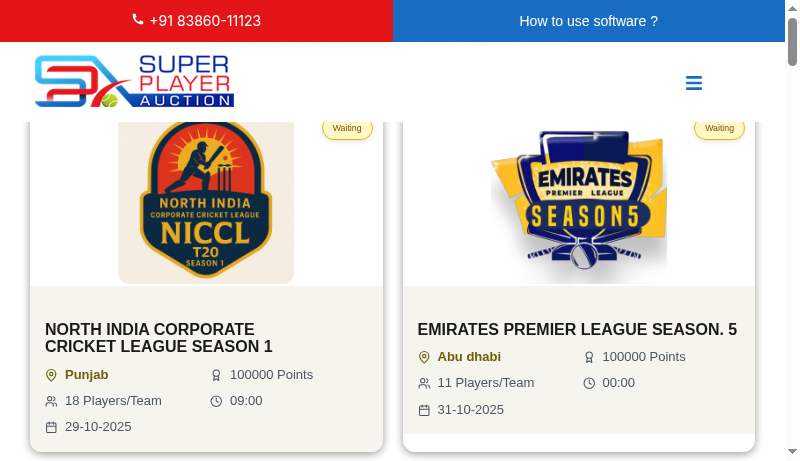 +91 83860-11123
How to use software ?
SUPER
PLAYER
AUCTION
Waiting
NORTH INDIA
CORPORATE CRICKET LEAGUE
NICCL
T20
SEASON 1
NORTH INDIA CORPORATE
CRICKET LEAGUE SEASON 1
Punjab
100000 Points
18 Players/Team
09:00
29-10-2025
Waiting
EMIRATES
PREMIER LEAGUE
SEASON5
EMIRATES PREMIER LEAGUE SEASON. 5
Abu dhabi
100000 Points
11 Players/Team
00:00
31-10-2025